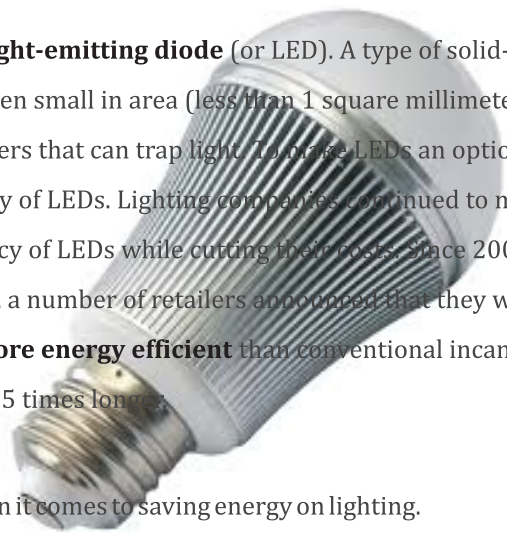 ght-emitting diode (or LED). A type of solid-
en small in area (less than 1 square millimete
ers that can trap light. To make LEDs an optio
y of LEDs. Lighting companies continued to m
cy of LEDs while cutting their costs. Since 200
a number of retailers announced that they w
ore energy efficient than conventional incan
5 times longer.
n it comes to saving energy on lighting.